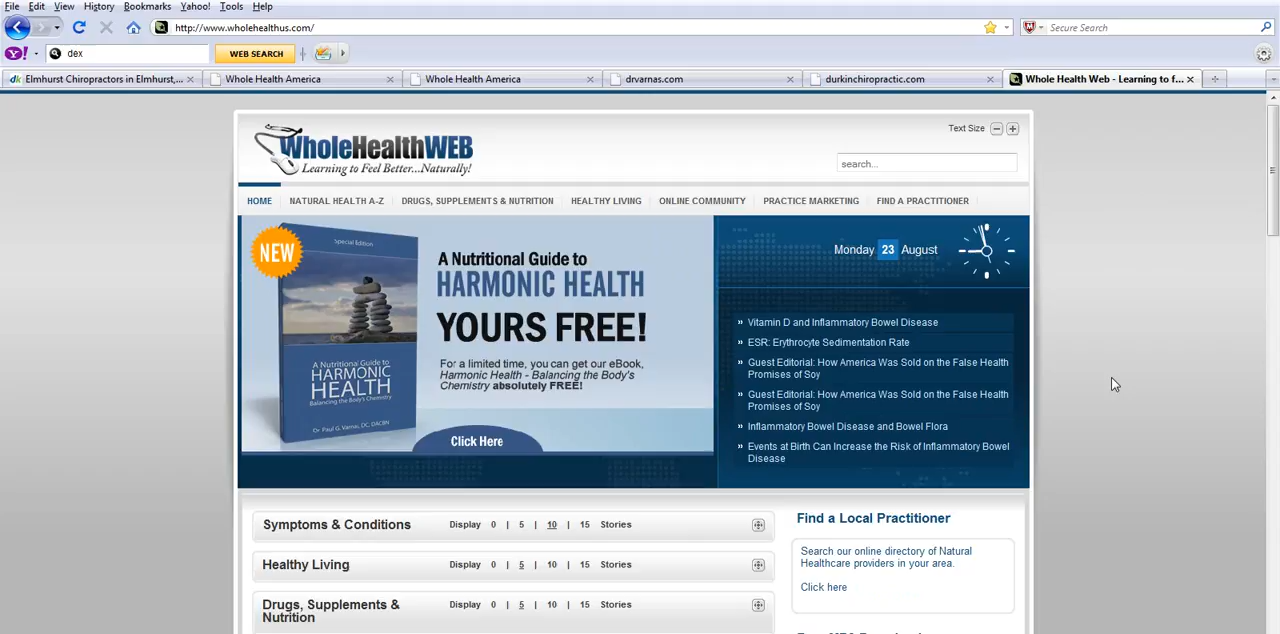 File Edit View History Bookmarks Yahoo! Tools Help
http://www.wholehealthus.com/
Secure Search
Y! dex WEB SEARCH
dk Elmhurst Chiropractors in Elmhurst,... Whole Health America Whole Health America drvarnas.com durkinchiropractic.com Whole Health Web - Learning to f...
WholeHealthWEB
Learning to Feel Better...Naturally!
Text Size
search...
HOME NATURAL HEALTH A-Z DRUGS, SUPPLEMENTS & NUTRITION HEALTHY LIVING ONLINE COMMUNITY PRACTICE MARKETING FIND A PRACTITIONER
NEW
Special Edition
A Nutritional Guide to
HARMONIC HEALTH
Balancing the Body's Chemistry
Dr. Paul G. Varnas, DC, DACBN
A Nutritional Guide to
HARMONIC HEALTH
YOURS FREE!
For a limited time, you can get our eBook,
Harmonic Health - Balancing the Body's
Chemistry absolutely FREE!
Click Here
Monday 23 August
» Vitamin D and Inflammatory Bowel Disease
» ESR: Erythrocyte Sedimentation Rate
» Guest Editorial: How America Was Sold on the False Health
Promises of Soy
» Guest Editorial: How America Was Sold on the False Health
Promises of Soy
» Inflammatory Bowel Disease and Bowel Flora
» Events at Birth Can Increase the Risk of Inflammatory Bowel
Disease
Symptoms & Conditions Display 0 | 5 | 10 | 15 Stories
Healthy Living Display 0 | 5 | 10 | 15 Stories
Drugs, Supplements &
Nutrition Display 0 | 5 | 10 | 15 Stories
Find a Local Practitioner
Search our online directory of Natural
Healthcare providers in your area.
Click here